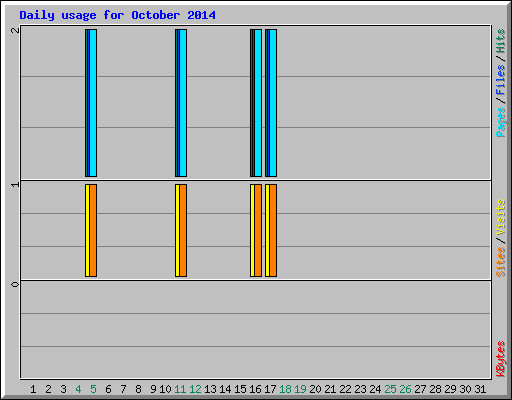 Daily usage for October 2014
2
Pages/Files/Hits
1
Sites/Visits
0
KBytes
1 2 3 4 5 6 7 8 9 10 11 12 13 14 15 16 17 18 19 20 21 22 23 24 25 26 27 28 29 30 31